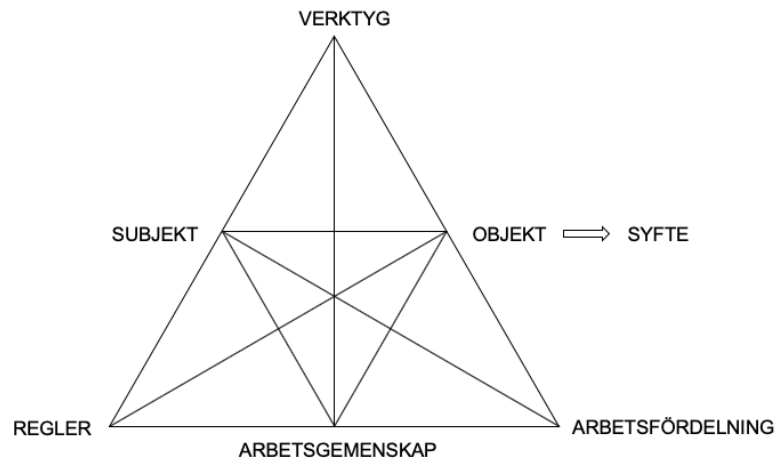 VERKTYG
SUBJEKT
OBJEKT
SYFTE
REGLER
ARBETSGEMENSKAP
ARBETSFÖRDELNING